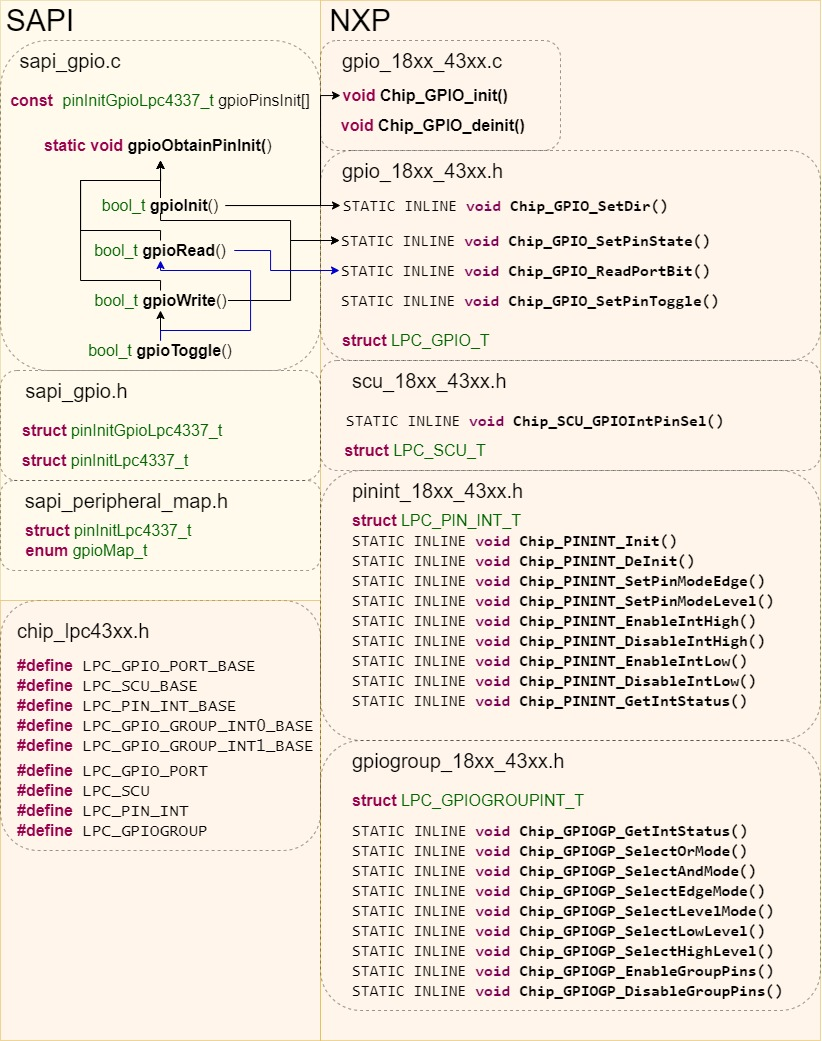 SAPI
sapi_gpio.c
const pinInitGpioLpc4337_t gpioPinsInit[]
static void gpioObtainPinInit()
bool_t gpioInit()
bool_t gpioRead()
bool_t gpioWrite()
bool_t gpioToggle()
sapi_gpio.h
struct pinInitGpioLpc4337_t
struct pinInitLpc4337_t
sapi_peripheral_map.h
struct pinInitLpc4337_t
enum gpioMap_t
chip_lpc43xx.h
#define LPC_GPIO_PORT_BASE
#define LPC_SCU_BASE
#define LPC_PIN_INT_BASE
#define LPC_GPIO_GROUP_INT0_BASE
#define LPC_GPIO_GROUP_INT1_BASE
#define LPC_GPIO_PORT
#define LPC_SCU
#define LPC_PIN_INT
#define LPC_GPIOGROUP
NXP
gpio_18xx_43xx.c
void Chip_GPIO_init()
void Chip_GPIO_deinit()
gpio_18xx_43xx.h
STATIC INLINE void Chip_GPIO_SetDir()
STATIC INLINE void Chip_GPIO_SetPinState()
STATIC INLINE void Chip_GPIO_ReadPortBit()
STATIC INLINE void Chip_GPIO_SetPinToggle()
struct LPC_GPIO_T
scu_18xx_43xx.h
STATIC INLINE void Chip_SCU_GPIOIntPinSel()
struct LPC_SCU_T
pinint_18xx_43xx.h
struct LPC_PIN_INT_T
STATIC INLINE void Chip_PININT_Init()
STATIC INLINE void Chip_PININT_DeInit()
STATIC INLINE void Chip_PININT_SetPinModeEdge()
STATIC INLINE void Chip_PININT_SetPinModeLevel()
STATIC INLINE void Chip_PININT_EnableIntHigh()
STATIC INLINE void Chip_PININT_DisableIntHigh()
STATIC INLINE void Chip_PININT_EnableIntLow()
STATIC INLINE void Chip_PININT_DisableIntLow()
STATIC INLINE void Chip_PININT_GetIntStatus()
gpiogroup_18xx_43xx.h
struct LPC_GPIOGROUPINT_T
STATIC INLINE void Chip_GPIOGP_GetIntStatus()
STATIC INLINE void Chip_GPIOGP_SelectOrMode()
STATIC INLINE void Chip_GPIOGP_SelectAndMode()
STATIC INLINE void Chip_GPIOGP_SelectEdgeMode()
STATIC INLINE void Chip_GPIOGP_SelectLevelMode()
STATIC INLINE void Chip_GPIOGP_SelectLowLevel()
STATIC INLINE void Chip_GPIOGP_SelectHighLevel()
STATIC INLINE void Chip_GPIOGP_EnableGroupPins()
STATIC INLINE void Chip_GPIOGP_DisableGroupPins()